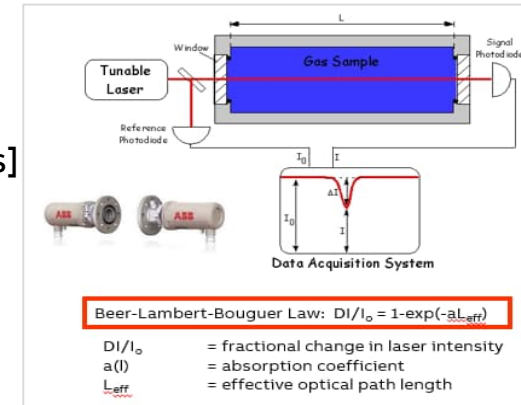 L
Window
Gas Sample
Signal
Photodiode
Tunable
Laser
Reference
Photodiode
s]
I₀
I
ABB
ABB
ΔI
I₀
I
Data Acquisition System
Beer-Lambert-Bouguer Law: DI/Iₒ = 1-exp(-aLeff)
DI/Iₒ = fractional change in laser intensity
a(l) = absorption coefficient
Leff = effective optical path length